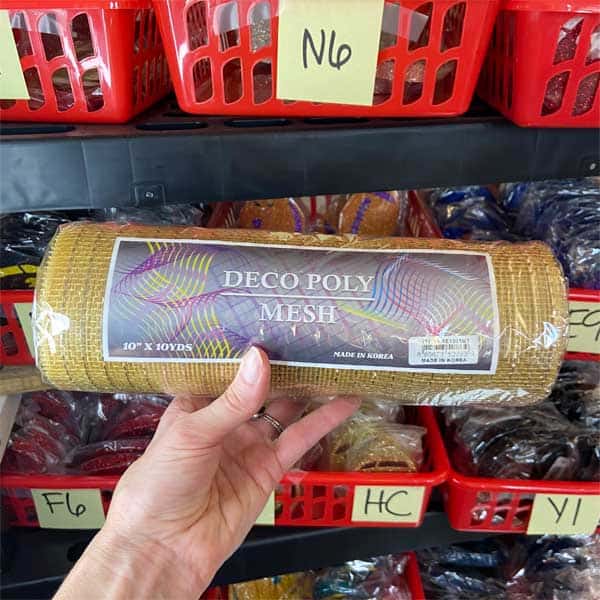 N6
DECO POLY
MESH
10" X 10YDS
MADE IN KOREA
MADE IN KOREA
F6
HC
Y1